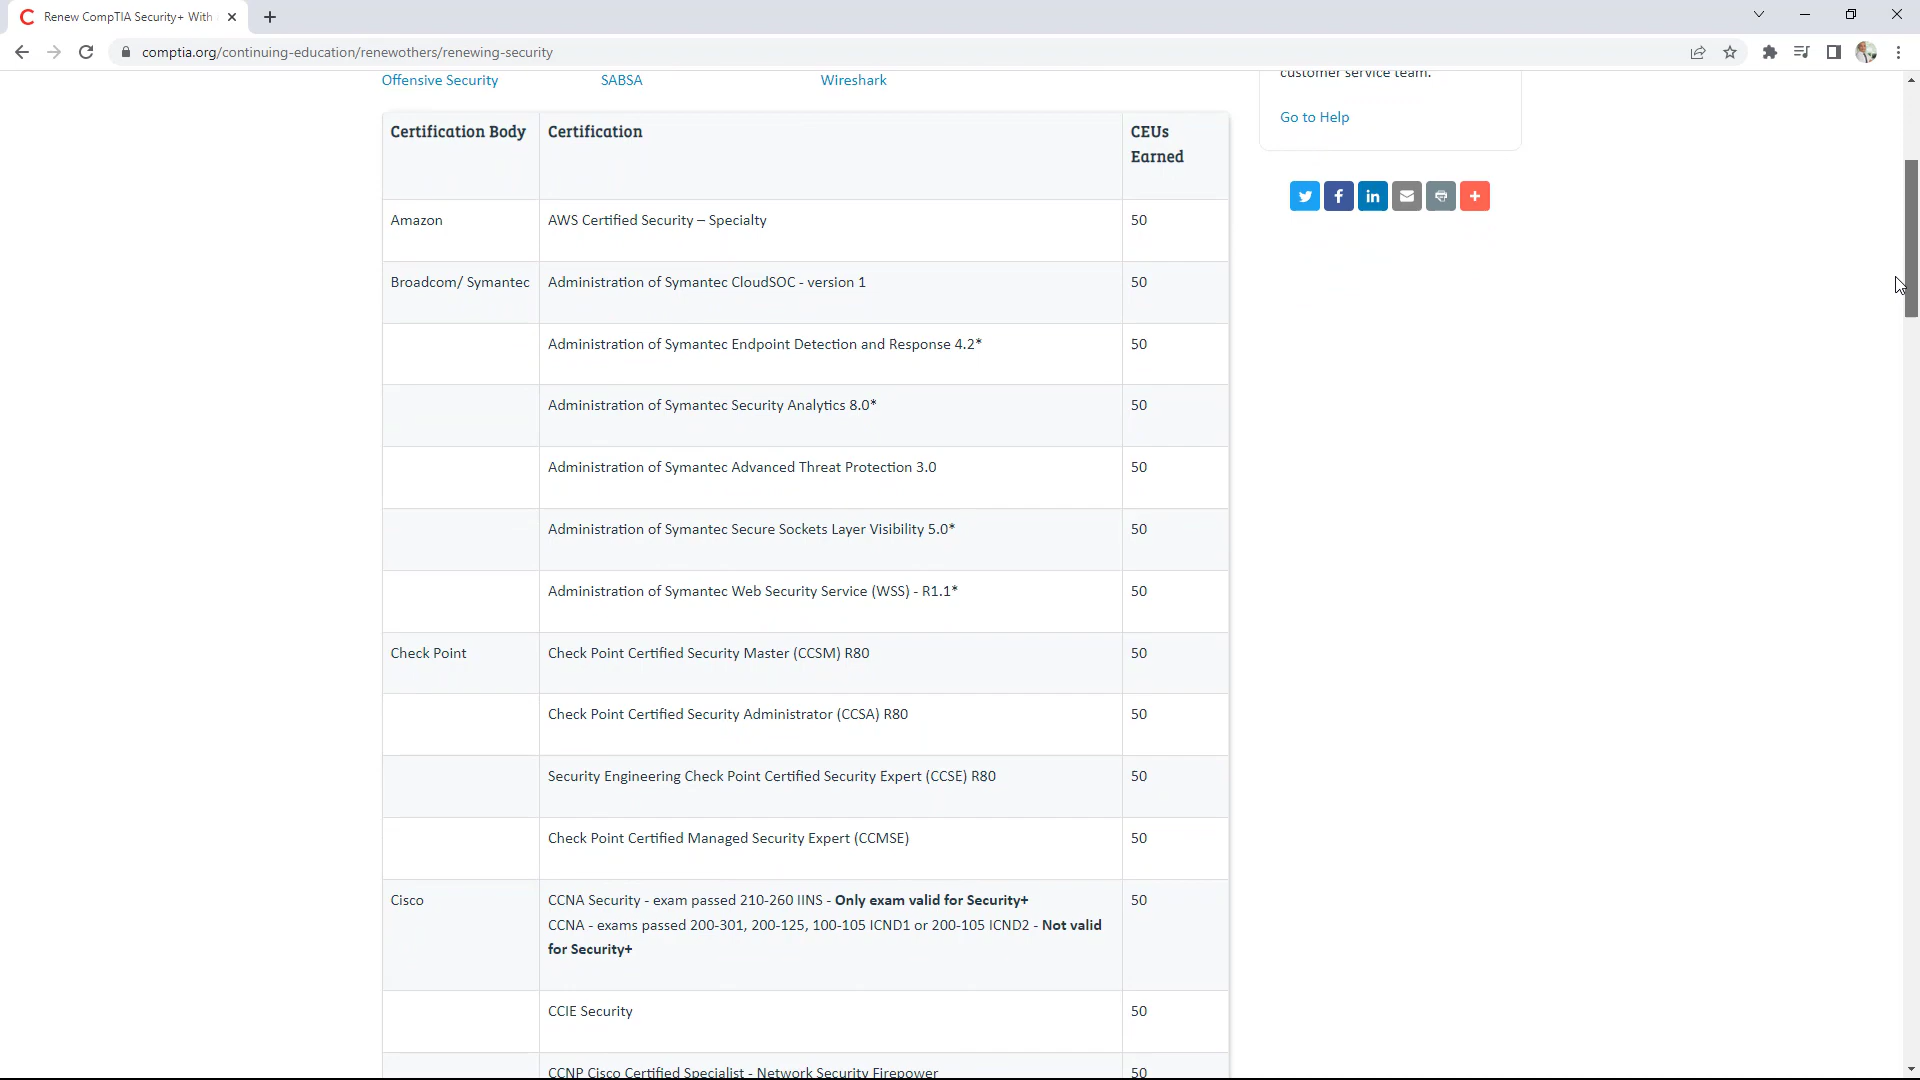 Renew CompTIA Security+ With
comptia.org/continuing-education/renewothers/renewing-security
Offensive Security SABSA Wireshark
customer service team.
Go to Help
Certification Body Certification CEUs
Earned
Amazon AWS Certified Security – Specialty 50
Broadcom/ Symantec Administration of Symantec CloudSOC - version 1 50
Administration of Symantec Endpoint Detection and Response 4.2* 50
Administration of Symantec Security Analytics 8.0* 50
Administration of Symantec Advanced Threat Protection 3.0 50
Administration of Symantec Secure Sockets Layer Visibility 5.0* 50
Administration of Symantec Web Security Service (WSS) - R1.1* 50
Check Point Check Point Certified Security Master (CCSM) R80 50
Check Point Certified Security Administrator (CCSA) R80 50
Security Engineering Check Point Certified Security Expert (CCSE) R80 50
Check Point Certified Managed Security Expert (CCMSE) 50
Cisco CCNA Security - exam passed 210-260 IINS - Only exam valid for Security+ 50
CCNA - exams passed 200-301, 200-125, 100-105 ICND1 or 200-105 ICND2 - Not valid
for Security+
CCIE Security 50
CCNP Cisco Certified Specialist - Network Security Firepower 50